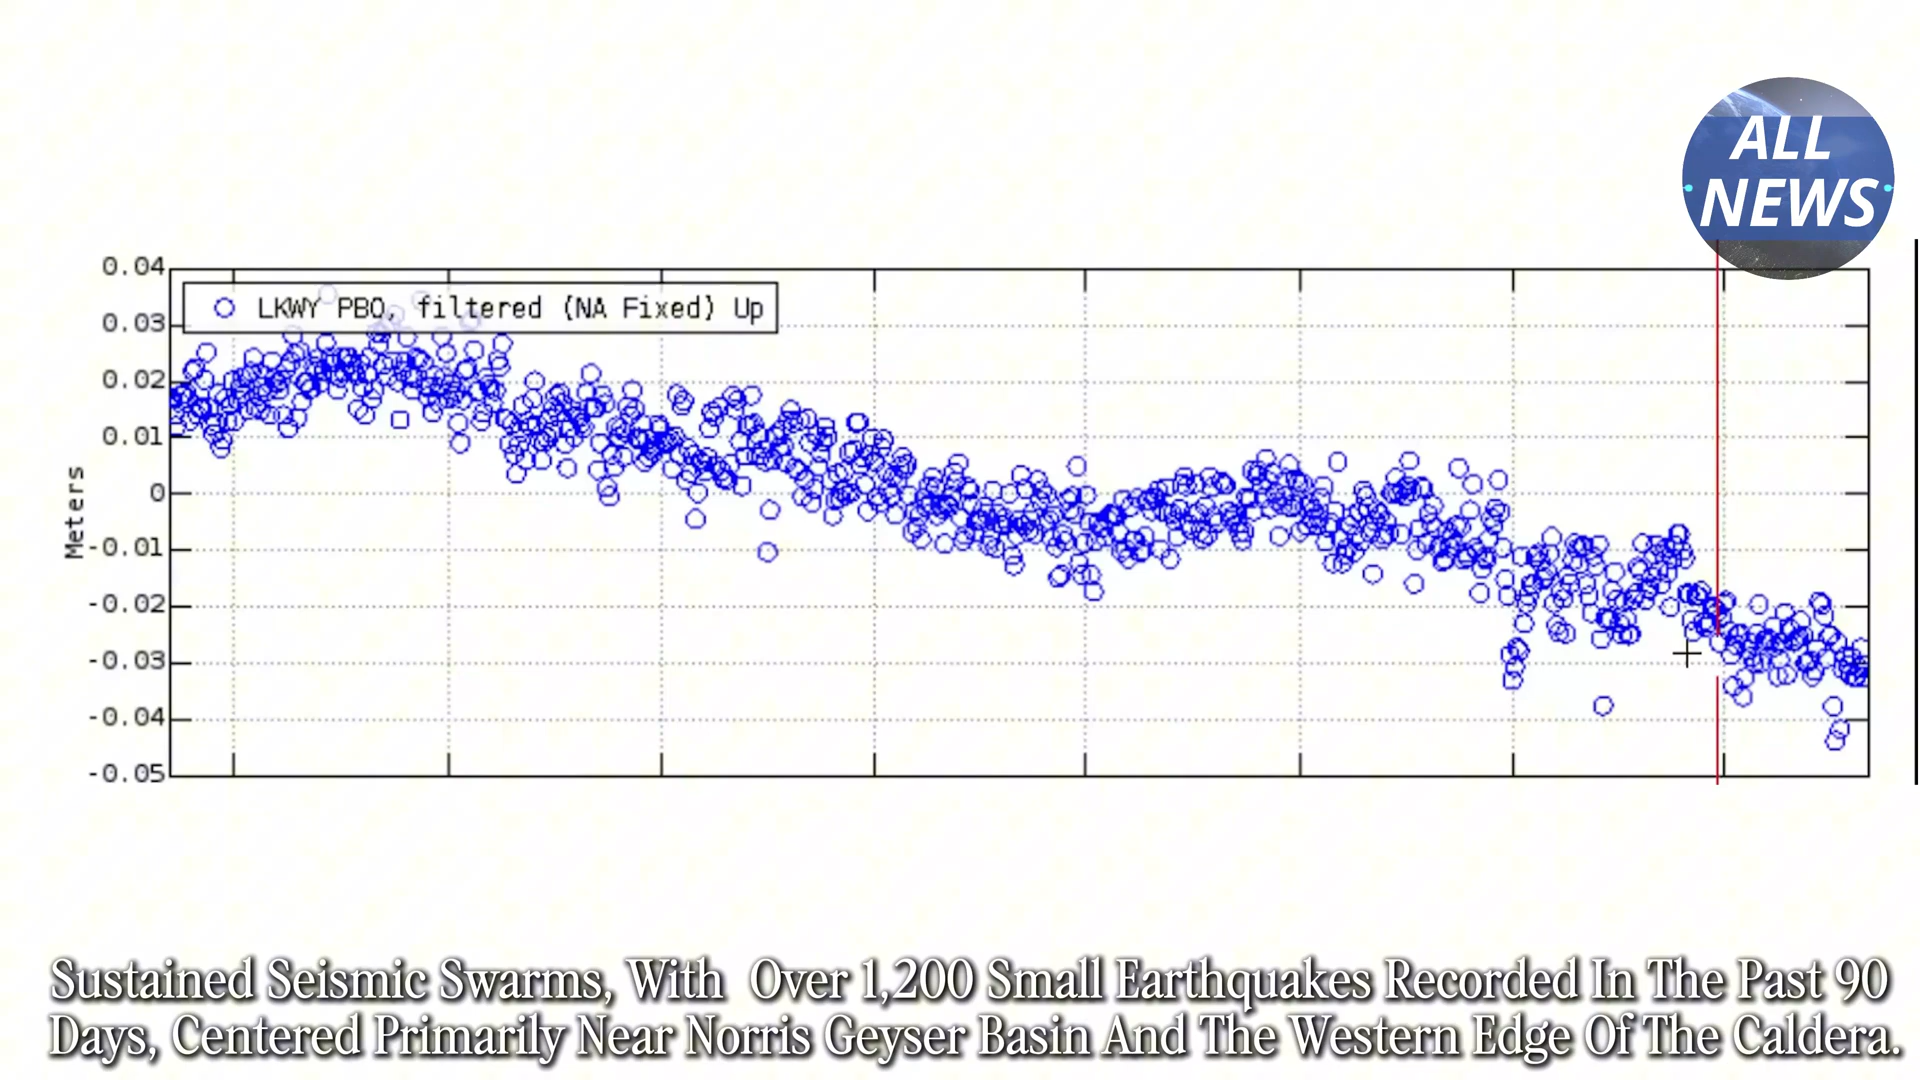 ALL
NEWS
0.04
LKWY PBO, filtered (NA Fixed) Up
0.03
0.02
0.01
0
-0.01
-0.02
-0.03
-0.04
-0.05
Meters
Sustained Seismic Swarms, With Over 1,200 Small Earthquakes Recorded In The Past 90
Days, Centered Primarily Near Norris Geyser Basin And The Western Edge Of The Caldera.